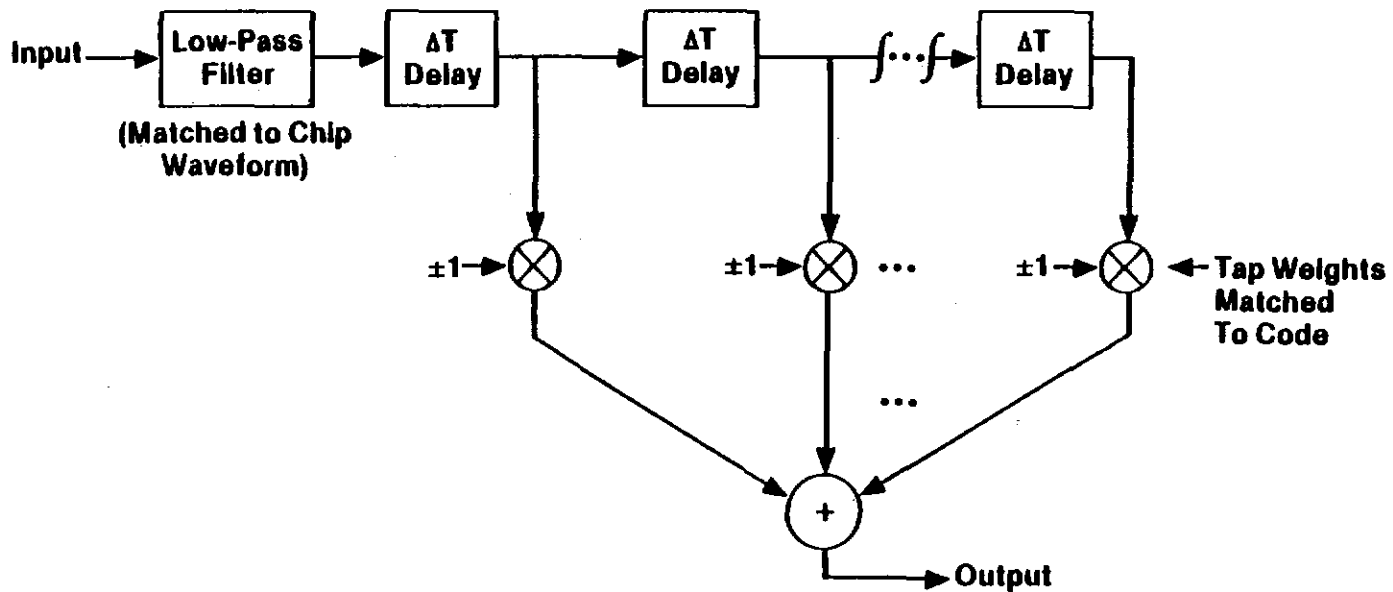 Input
Low-Pass
Filter
(Matched to Chip
Waveform)
ΔT
Delay
ΔT
Delay
∫...∫
ΔT
Delay
±1
±1
...
±1
Tap Weights
Matched
To Code
...
+
Output